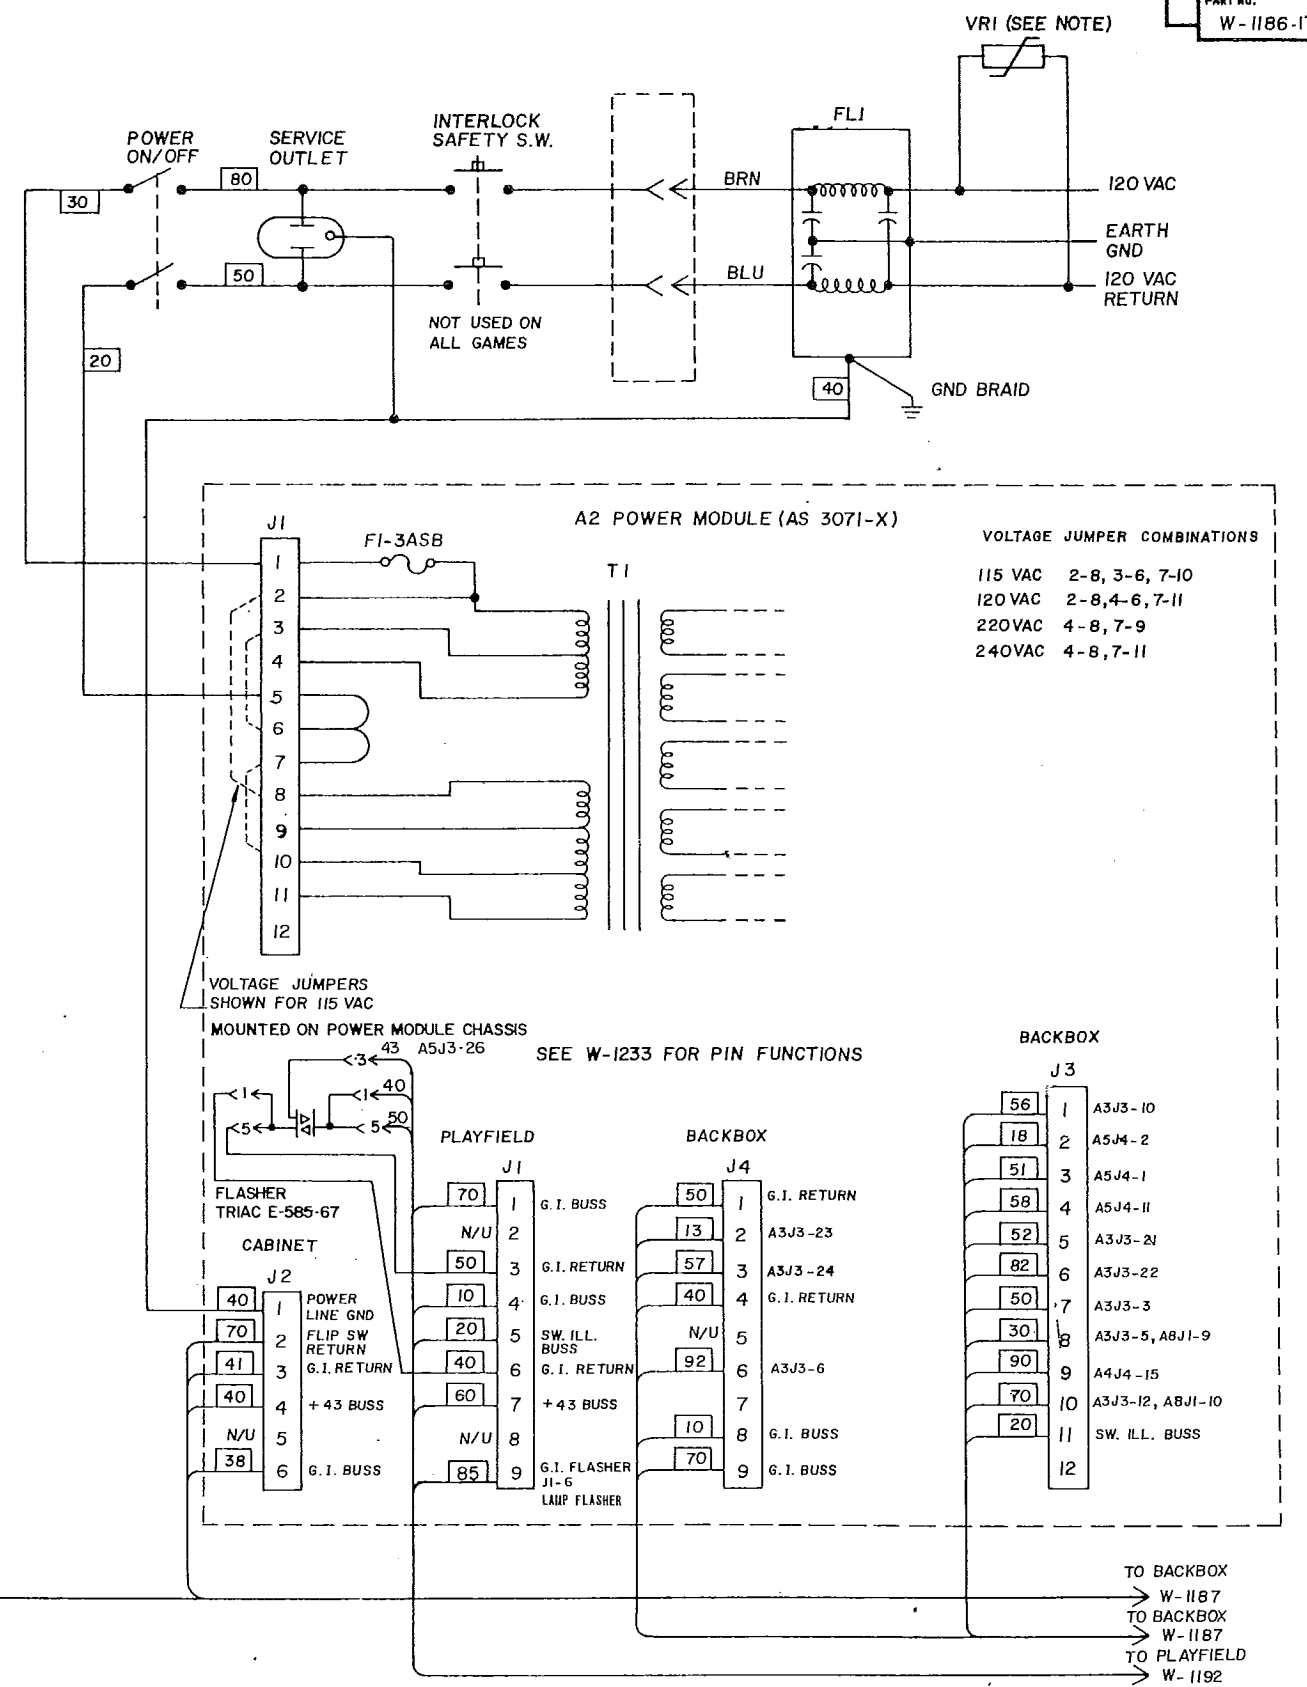 PART NO.
W-1186-1
VR1 (SEE NOTE)
FL1
INTERLOCK
SAFETY S.W.
POWER
ON/OFF
SERVICE
OUTLET
80
30
BRN
120 VAC
EARTH
GND
50
BLU
120 VAC
RETURN
NOT USED ON
ALL GAMES
20
40
GND BRAID
J1
A2 POWER MODULE (AS 3071-X)
F1-3ASB
T1
VOLTAGE JUMPER COMBINATIONS
115 VAC 2-8, 3-6, 7-10
120 VAC 2-8, 4-6, 7-11
220VAC 4-8, 7-9
240VAC 4-8, 7-11
1
2
3
4
5
6
7
8
9
10
11
12
VOLTAGE JUMPERS
SHOWN FOR 115 VAC
MOUNTED ON POWER MODULE CHASSIS
3 43 A5J3-26
1 1 40
5 5 50
SEE W-1233 FOR PIN FUNCTIONS
FLASHER
TRIAC E-585-67
CABINET
J2
40 1 POWER
LINE GND
70 2 FLIP SW
RETURN
41 3 G.I. RETURN
40 4 +43 BUSS
N/U 5
38 6 G.I. BUSS
PLAYFIELD
J1
70 1 G.I. BUSS
N/U 2
50 3 G.I. RETURN
10 4 G.I. BUSS
20 5 SW. ILL.
BUSS
40 6 G.I. RETURN
60 7 +43 BUSS
N/U 8
85 9 G.I. FLASHER
J1-6
LAMP FLASHER
BACKBOX
J4
50 1 G.I. RETURN
13 2 A3J3-23
57 3 A3J3-24
40 4 G.I. RETURN
N/U 5
92 6 A3J3-6
7
10 8 G.I. BUSS
70 9 G.I. BUSS
BACKBOX
J3
56 1 A3J3-10
18 2 A5J4-2
51 3 A5J4-1
58 4 A5J4-11
52 5 A3J3-21
82 6 A3J3-22
50 7 A3J3-3
30 8 A3J3-5, A8J1-9
90 9 A4J4-15
70 10 A3J3-12, A8J1-10
20 11 SW. ILL. BUSS
12
TO BACKBOX
W-1187
TO BACKBOX
W-1187
TO PLAYFIELD
W-1192